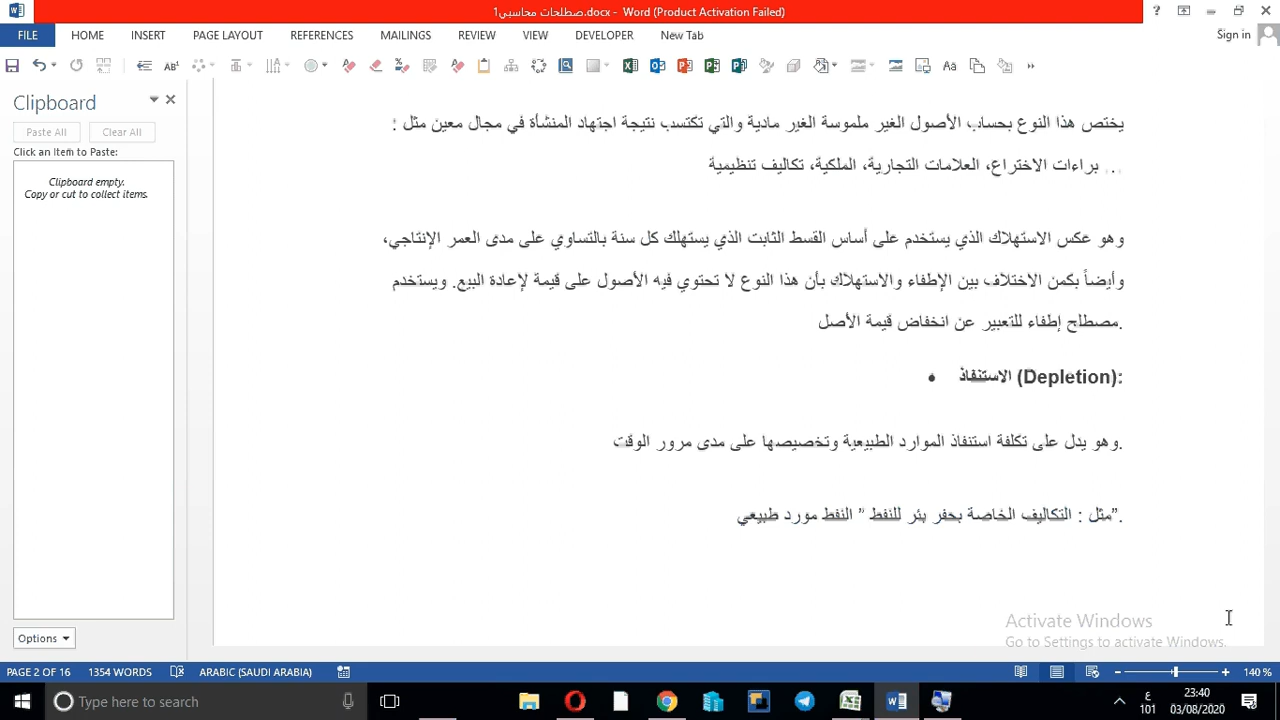 صطلحات محاسبي1.docx - Word (Product Activation Failed)
FILE HOME INSERT PAGE LAYOUT REFERENCES MAILINGS REVIEW VIEW DEVELOPER New Tab
Sign in
Clipboard
Paste All Clear All
Click an Item to Paste:
Clipboard empty.
Copy or cut to collect items.
Options
يختص هذا النوع بحساب الأصول الغير ملموسة الغير مادية والتي تكتسب نتيجة اجتهاد المنشأة في مجال معين مثل :
.. براءات الاختراع، العلامات التجارية، الملكية، تكاليف تنظيمية
وهو عكس الاستهلاك الذي يستخدم على أساس القسط الثابت الذي يستهلك كل سنة بالتساوي على مدى العمر الإنتاجي،
وأيضاً بكمن الاختلاف بين الإطفاء والاستهلاك بأن هذا النوع لا تحتوي فيه الأصول على قيمة لإعادة البيع. ويستخدم
.مصطلح إطفاء للتعبير عن انخفاض قيمة الأصل
• الاستنفاذ (Depletion):
.وهو يدل على تكلفة استنفاذ الموارد الطبيعية وتخصيصها على مدى مرور الوقت
.”مثل : التكاليف الخاصة بحفر بئر للنفط ” النفط مورد طبيعي
Activate Windows
Go to Settings to activate Windows.
PAGE 2 OF 16 1354 WORDS ARABIC (SAUDI ARABIA) 140 %
Type here to search
ع
101
23:40
03/08/2020